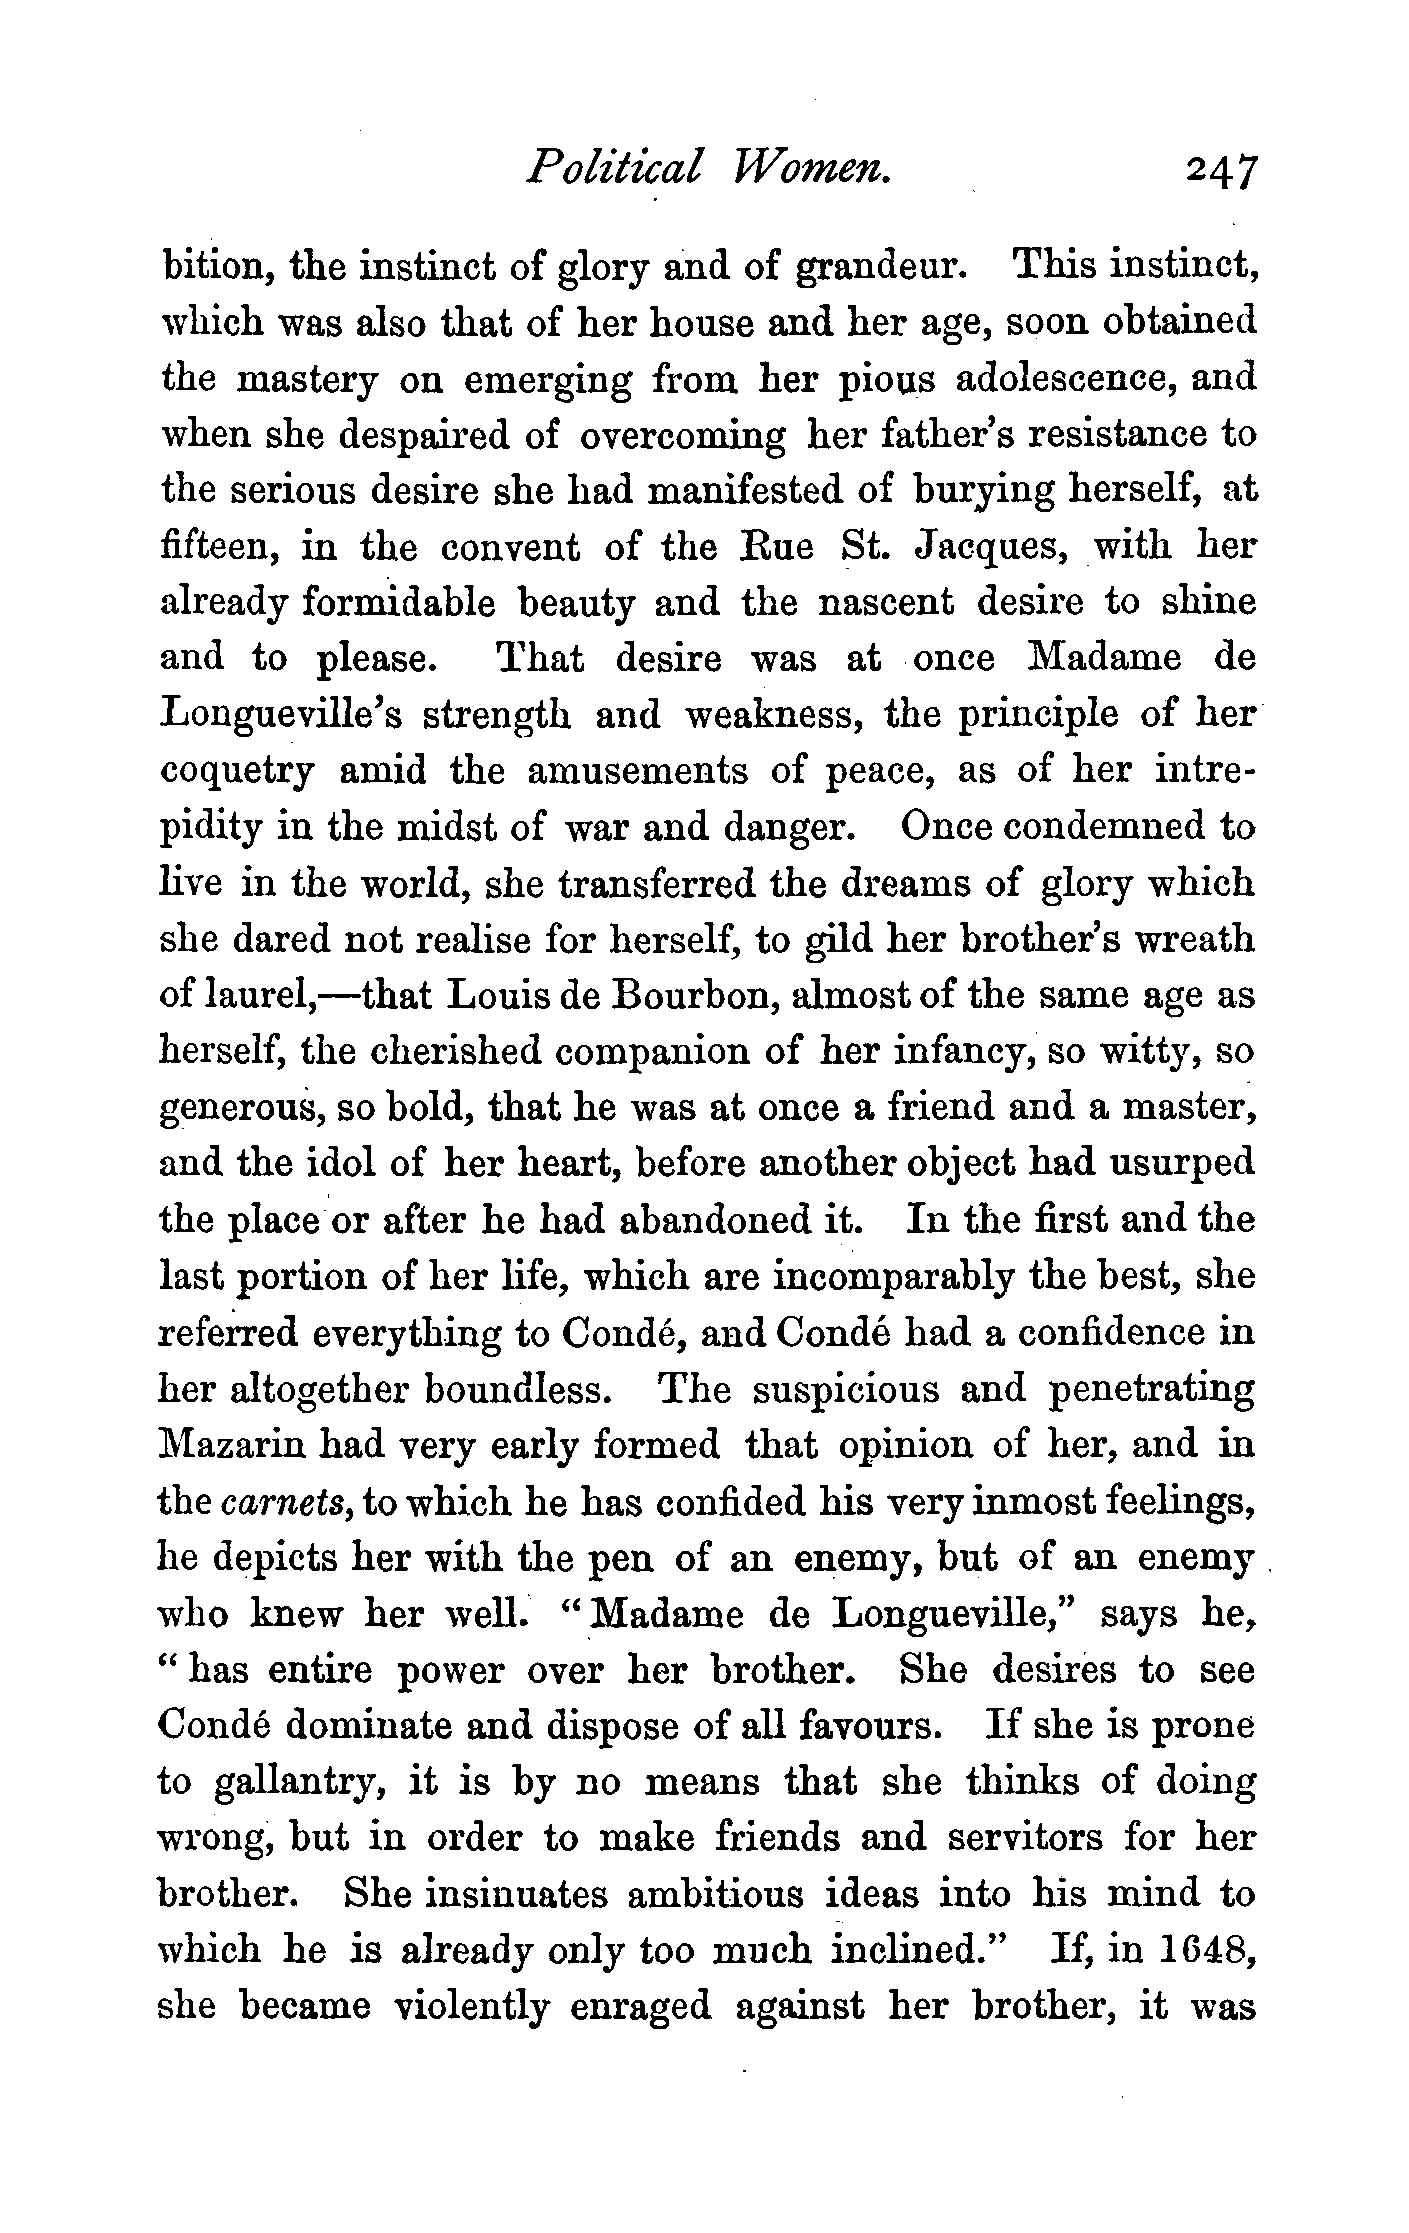 Political Women. 247
bition, the instinct of glory and of grandeur. This instinct,
which was also that of her house and her age, soon obtained
the mastery on emerging from her pious adolescence, and
when she despaired of overcoming her father's resistance to
the serious desire she had manifested of burying herself, at
fifteen, in the convent of the Rue St. Jacques, with her
already formidable beauty and the nascent desire to shine
and to please. That desire was at once Madame de
Longueville's strength and weakness, the principle of her
coquetry amid the amusements of peace, as of her intre-
pidity in the midst of war and danger. Once condemned to
live in the world, she transferred the dreams of glory which
she dared not realise for herself, to gild her brother's wreath
of laurel,—that Louis de Bourbon, almost of the same age as
herself, the cherished companion of her infancy, so witty, so
generous, so bold, that he was at once a friend and a master,
and the idol of her heart, before another object had usurped
the place or after he had abandoned it. In the first and the
last portion of her life, which are incomparably the best, she
referred everything to Condé, and Condé had a confidence in
her altogether boundless. The suspicious and penetrating
Mazarin had very early formed that opinion of her, and in
the carnets, to which he has confided his very inmost feelings,
he depicts her with the pen of an enemy, but of an enemy
who knew her well. “Madame de Longueville,” says he,
“has entire power over her brother. She desires to see
Condé dominate and dispose of all favours. If she is prone
to gallantry, it is by no means that she thinks of doing
wrong, but in order to make friends and servitors for her
brother. She insinuates ambitious ideas into his mind to
which he is already only too much inclined.” If, in 1648,
she became violently enraged against her brother, it was